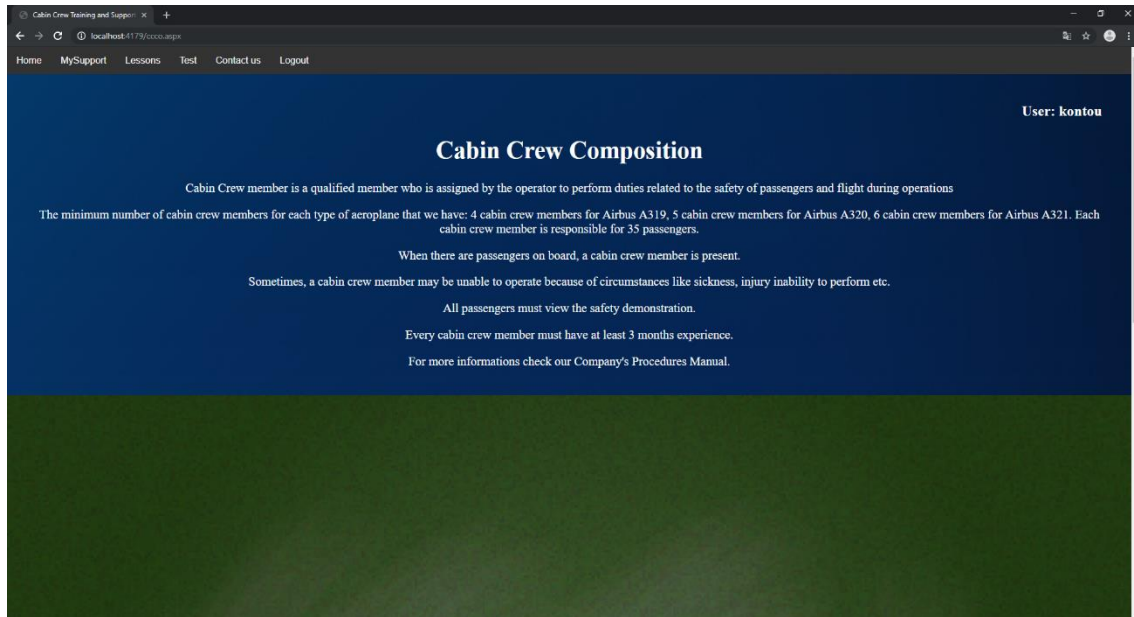 Cabin Crew Training and Support
localhost:4179/ccco.aspx
Home MySupport Lessons Test Contact us Logout
User: kontou
Cabin Crew Composition
Cabin Crew member is a qualified member who is assigned by the operator to perform duties related to the safety of passengers and flight during operations
The minimum number of cabin crew members for each type of aeroplane that we have: 4 cabin crew members for Airbus A319, 5 cabin crew members for Airbus A320, 6 cabin crew members for Airbus A321. Each
cabin crew member is responsible for 35 passengers.
When there are passengers on board, a cabin crew member is present.
Sometimes, a cabin crew member may be unable to operate because of circumstances like sickness, injury inability to perform etc.
All passengers must view the safety demonstration.
Every cabin crew member must have at least 3 months experience.
For more informations check our Company's Procedures Manual.